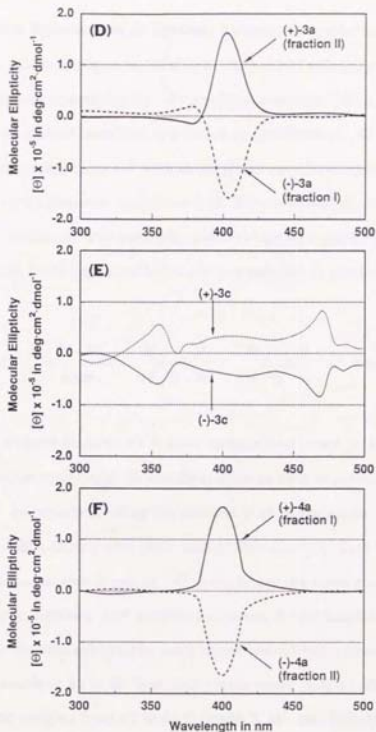 (D)
Molecular Ellipticity
[Θ] x 10⁻⁵ in deg·cm²·dmol⁻¹
2.0
1.0
0.0
-1.0
-2.0
(+)-3a
(fraction II)
(-)-3a
(fraction I)
300 350 400 450 500
(E)
Molecular Ellipticity
[Θ] x 10⁻⁵ in deg·cm²·dmol⁻¹
2.0
1.0
0.0
-1.0
-2.0
(+)-3c
(-)-3c
300 350 400 450 500
(F)
Molecular Ellipticity
[Θ] x 10⁻⁵ in deg·cm²·dmol⁻¹
2.0
1.0
0.0
-1.0
2.0
(+)-4a
(fraction I)
(-)-4a
(fraction II)
300 350 400 450 500
Wavelength in nm